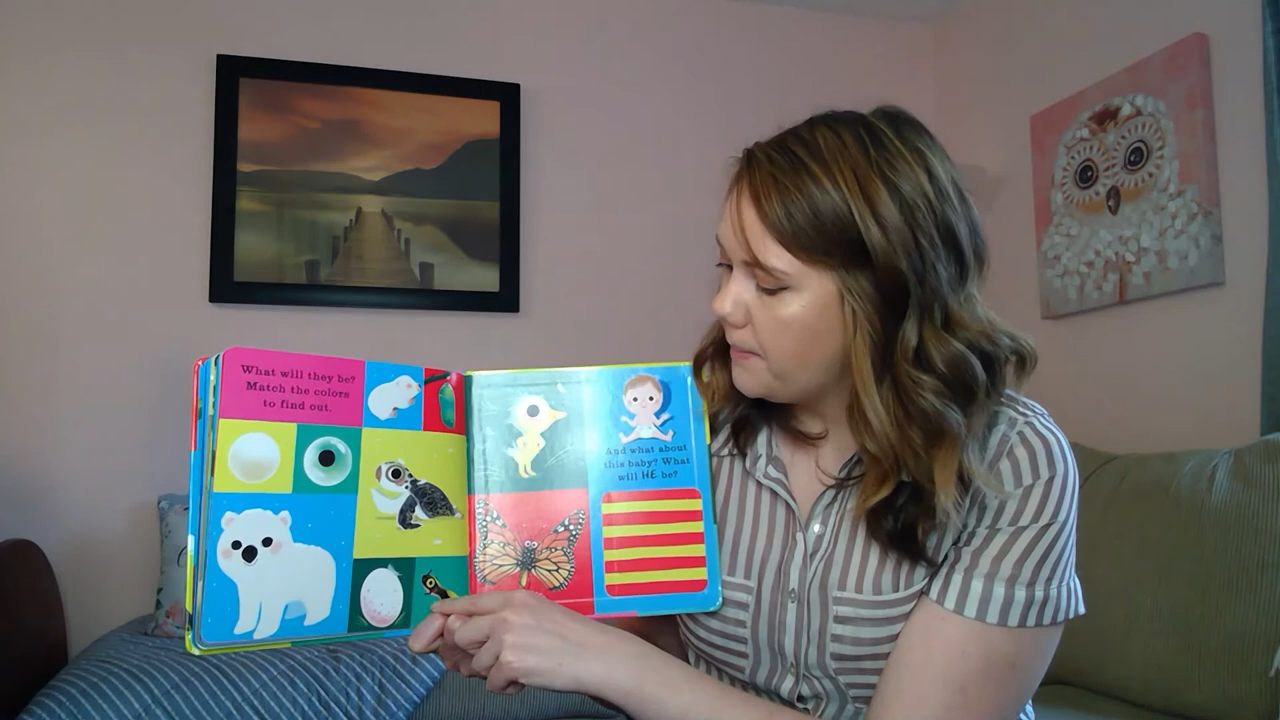 What will they be?
Match the colors
to find out.
And what about
this baby? What
will HE be?